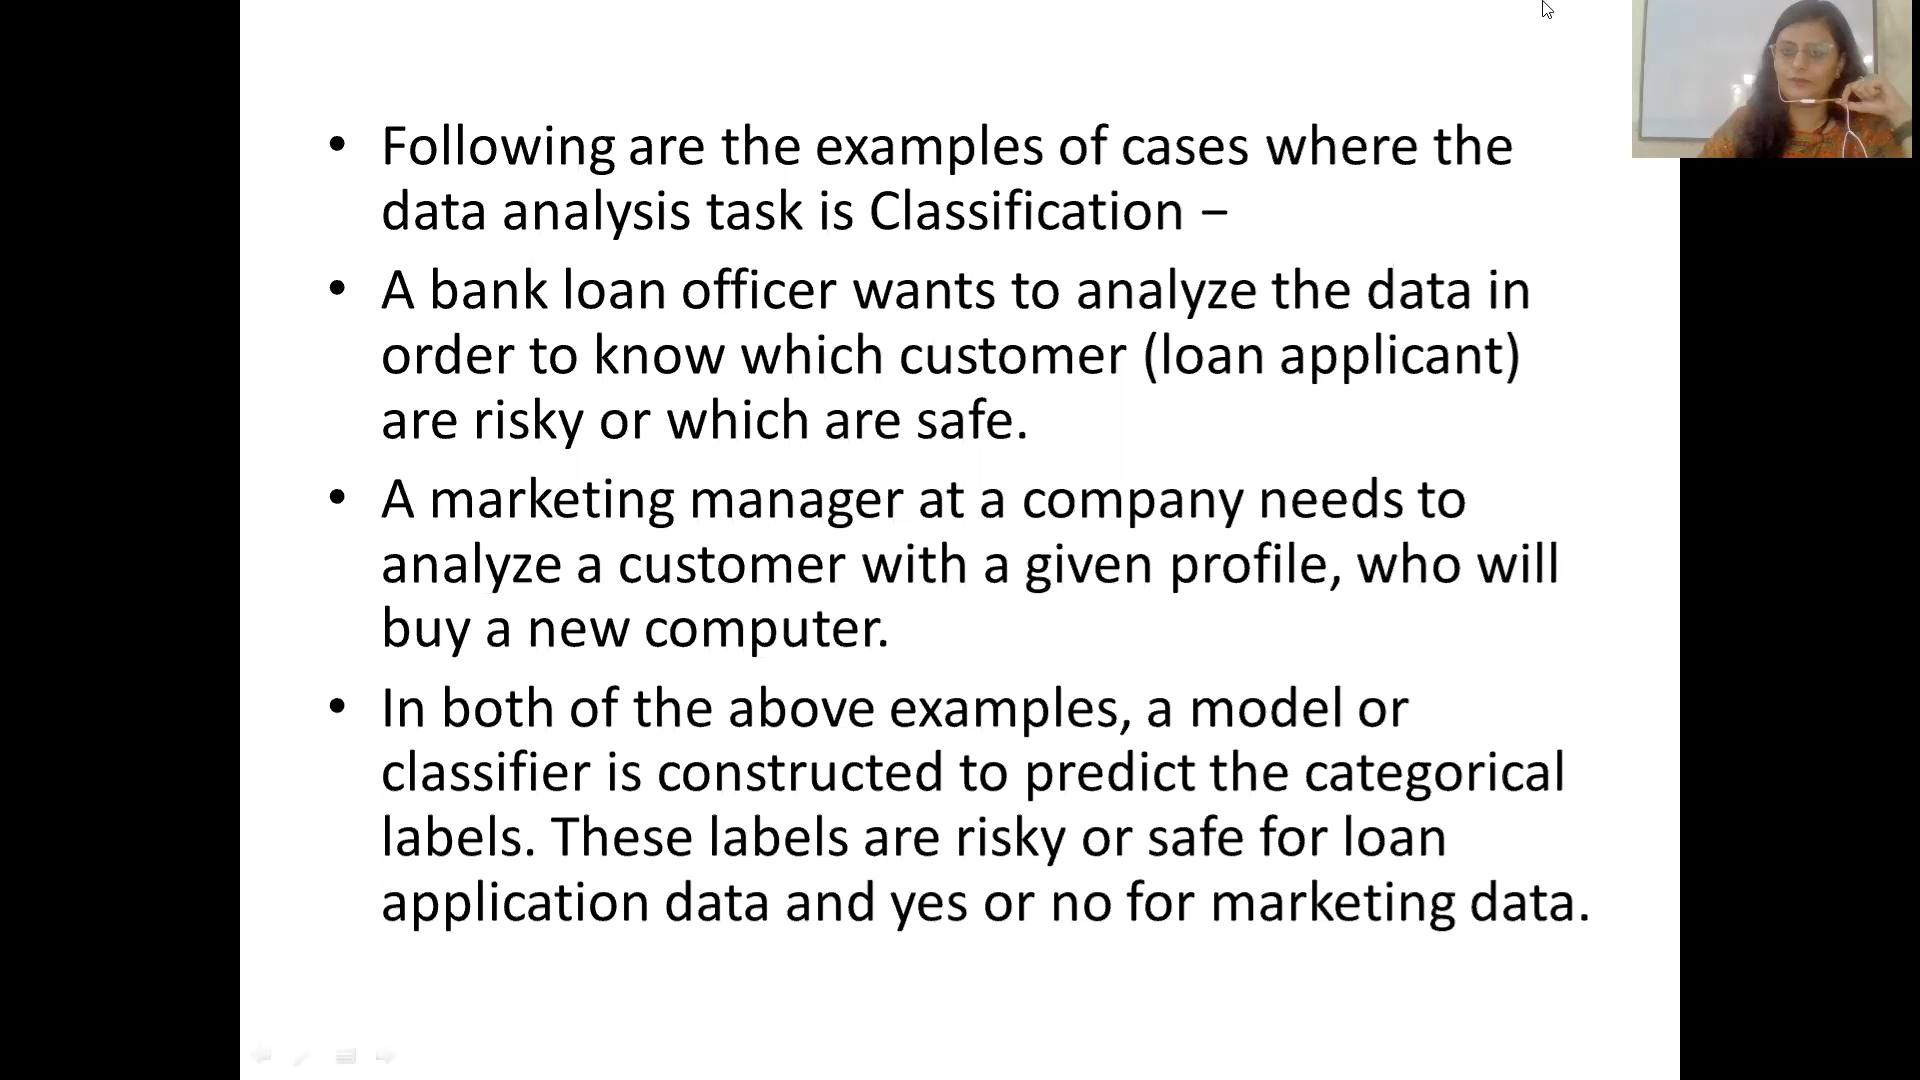 • Following are the examples of cases where the
data analysis task is Classification −
• A bank loan officer wants to analyze the data in
order to know which customer (loan applicant)
are risky or which are safe.
• A marketing manager at a company needs to
analyze a customer with a given profile, who will
buy a new computer.
• In both of the above examples, a model or
classifier is constructed to predict the categorical
labels. These labels are risky or safe for loan
application data and yes or no for marketing data.